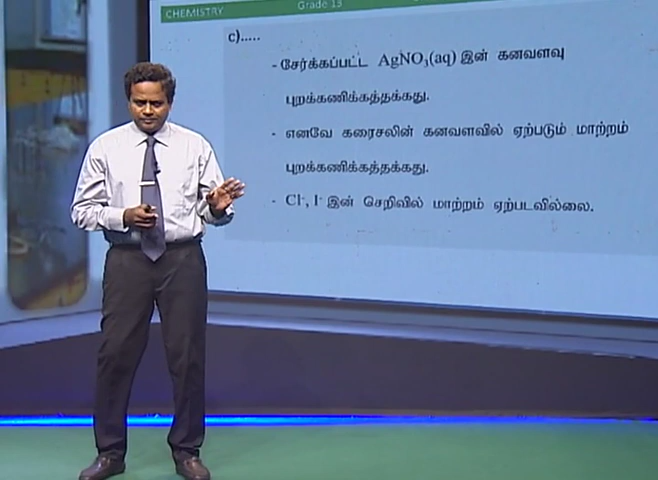 CHEMISTRY Grade 13
c).....
- சேர்க்கப்பட்ட AgNO₃(aq) இன் கனவளவு
புறக்கணிக்கத்தக்கது.
- எனவே கரைசலின் கனவளவில் ஏற்படும் மாற்றம்
புறக்கணிக்கத்தக்கது.
- Cl⁻, I⁻ இன் செறிவில் மாற்றம் ஏற்படவில்லை.